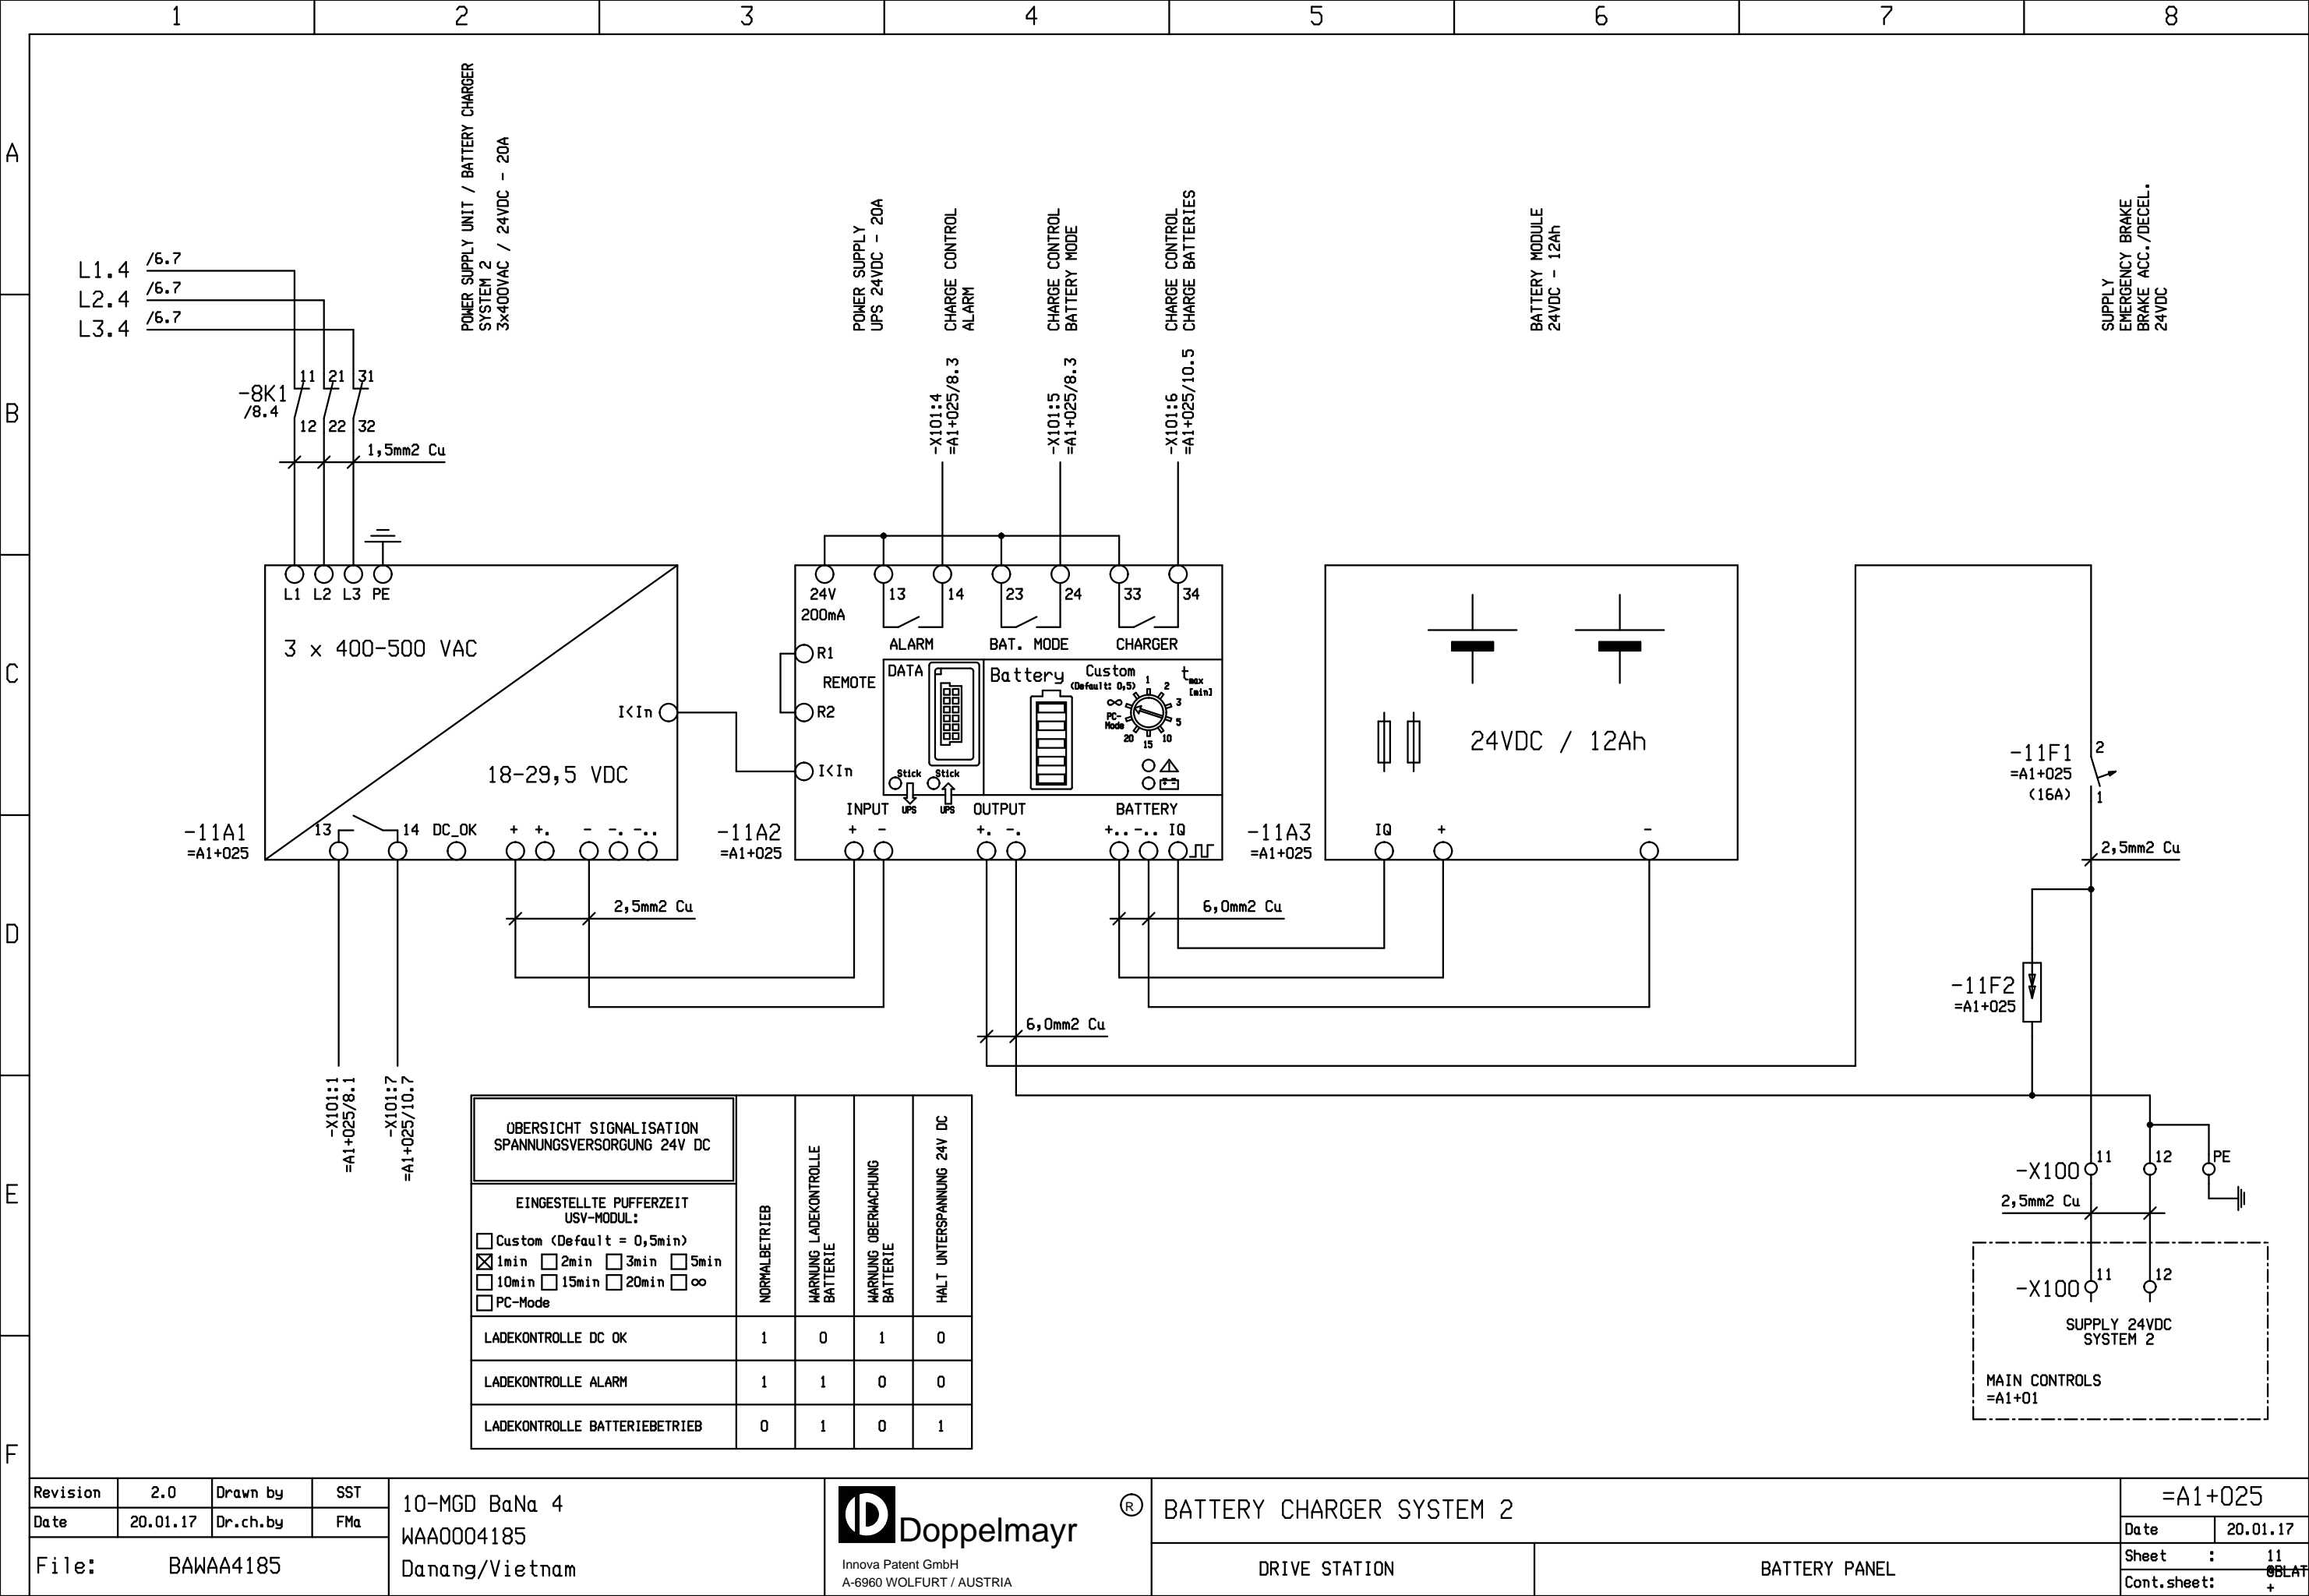 1 2 3 4 5 6 7 8
A
B
C
D
E
F
POWER SUPPLY UNIT / BATTERY CHARGER
SYSTEM 2
3x400VAC / 24VDC - 20A
POWER SUPPLY
UPS 24VDC - 20A
CHARGE CONTROL
ALARM
CHARGE CONTROL
BATTERY MODE
CHARGE CONTROL
CHARGE BATTERIES
BATTERY MODULE
24VDC - 12Ah
SUPPLY
EMERGENCY BRAKE
BRAKE ACC./DECEL.
24VDC
L1.4 /6.7
L2.4 /6.7
L3.4 /6.7
-8K1
/8.4
11 21 31
12 22 32
1,5mm2 Cu
-X101:4
=A1+025/8.3
-X101:5
=A1+025/8.3
-X101:6
=A1+025/10.5
L1 L2 L3 PE
3 x 400-500 VAC
I<In
18-29,5 VDC
-11A1
=A1+025
13 14 DC_OK + +. - -. -..
2,5mm2 Cu
-X101:1
=A1+025/8.1
-X101:7
=A1+025/10.7
24V
200mA
13 14 23 24 33 34
ALARM BAT. MODE CHARGER
R1
REMOTE
R2
I<In
DATA
Battery
Custom
(Default: 0,5)
tmax
[min]
1 2 3 5 10 15 20
∞
PC-
Mode
Stick Stick
UPS UPS
INPUT OUTPUT BATTERY
+ - +. -. +.. -.. IQ
-11A2
=A1+025
6,0mm2 Cu
6,0mm2 Cu
-11A3
=A1+025
24VDC / 12Ah
IQ + -
-11F1
=A1+025
(16A)
2
1
2,5mm2 Cu
-11F2
=A1+025
-X100 11 12 PE
2,5mm2 Cu
-X100 11 12
SUPPLY 24VDC
SYSTEM 2
MAIN CONTROLS
=A1+01
ÜBERSICHT SIGNALISATION
SPANNUNGSVERSORGUNG 24V DC
EINGESTELLTE PUFFERZEIT
USV-MODUL:
Custom (Default = 0,5min)
1min 2min 3min 5min
10min 15min 20min ∞
PC-Mode
NORMALBETRIEB
WARNUNG LADEKONTROLLE
BATTERIE
WARNUNG ÜBERWACHUNG
BATTERIE
HALT UNTERSPANNUNG 24V DC
LADEKONTROLLE DC OK 1 0 1 0
LADEKONTROLLE ALARM 1 1 0 0
LADEKONTROLLE BATTERIEBETRIEB 0 1 0 1
Revision 2.0 Drawn by SST
Date 20.01.17 Dr.ch.by FMa
File: BAWAA4185
10-MGD BaNa 4
WAA0004185
Danang/Vietnam
Doppelmayr
R
Innova Patent GmbH
A-6960 WOLFURT / AUSTRIA
BATTERY CHARGER SYSTEM 2
DRIVE STATION
BATTERY PANEL
=A1+025
Date 20.01.17
Sheet : 11
Cont.sheet: +